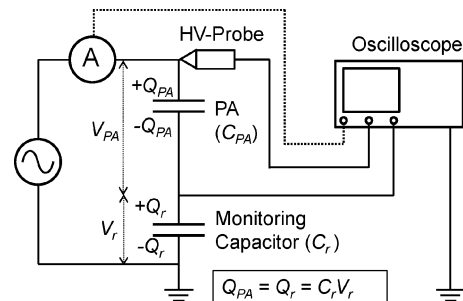 HV-Probe
Oscilloscope
A
+Q_PA
-Q_PA
PA
(C_PA)
V_PA
+Q_r
-Q_r
V_r
Monitoring
Capacitor (C_r)
Q_PA = Q_r = C_rV_r